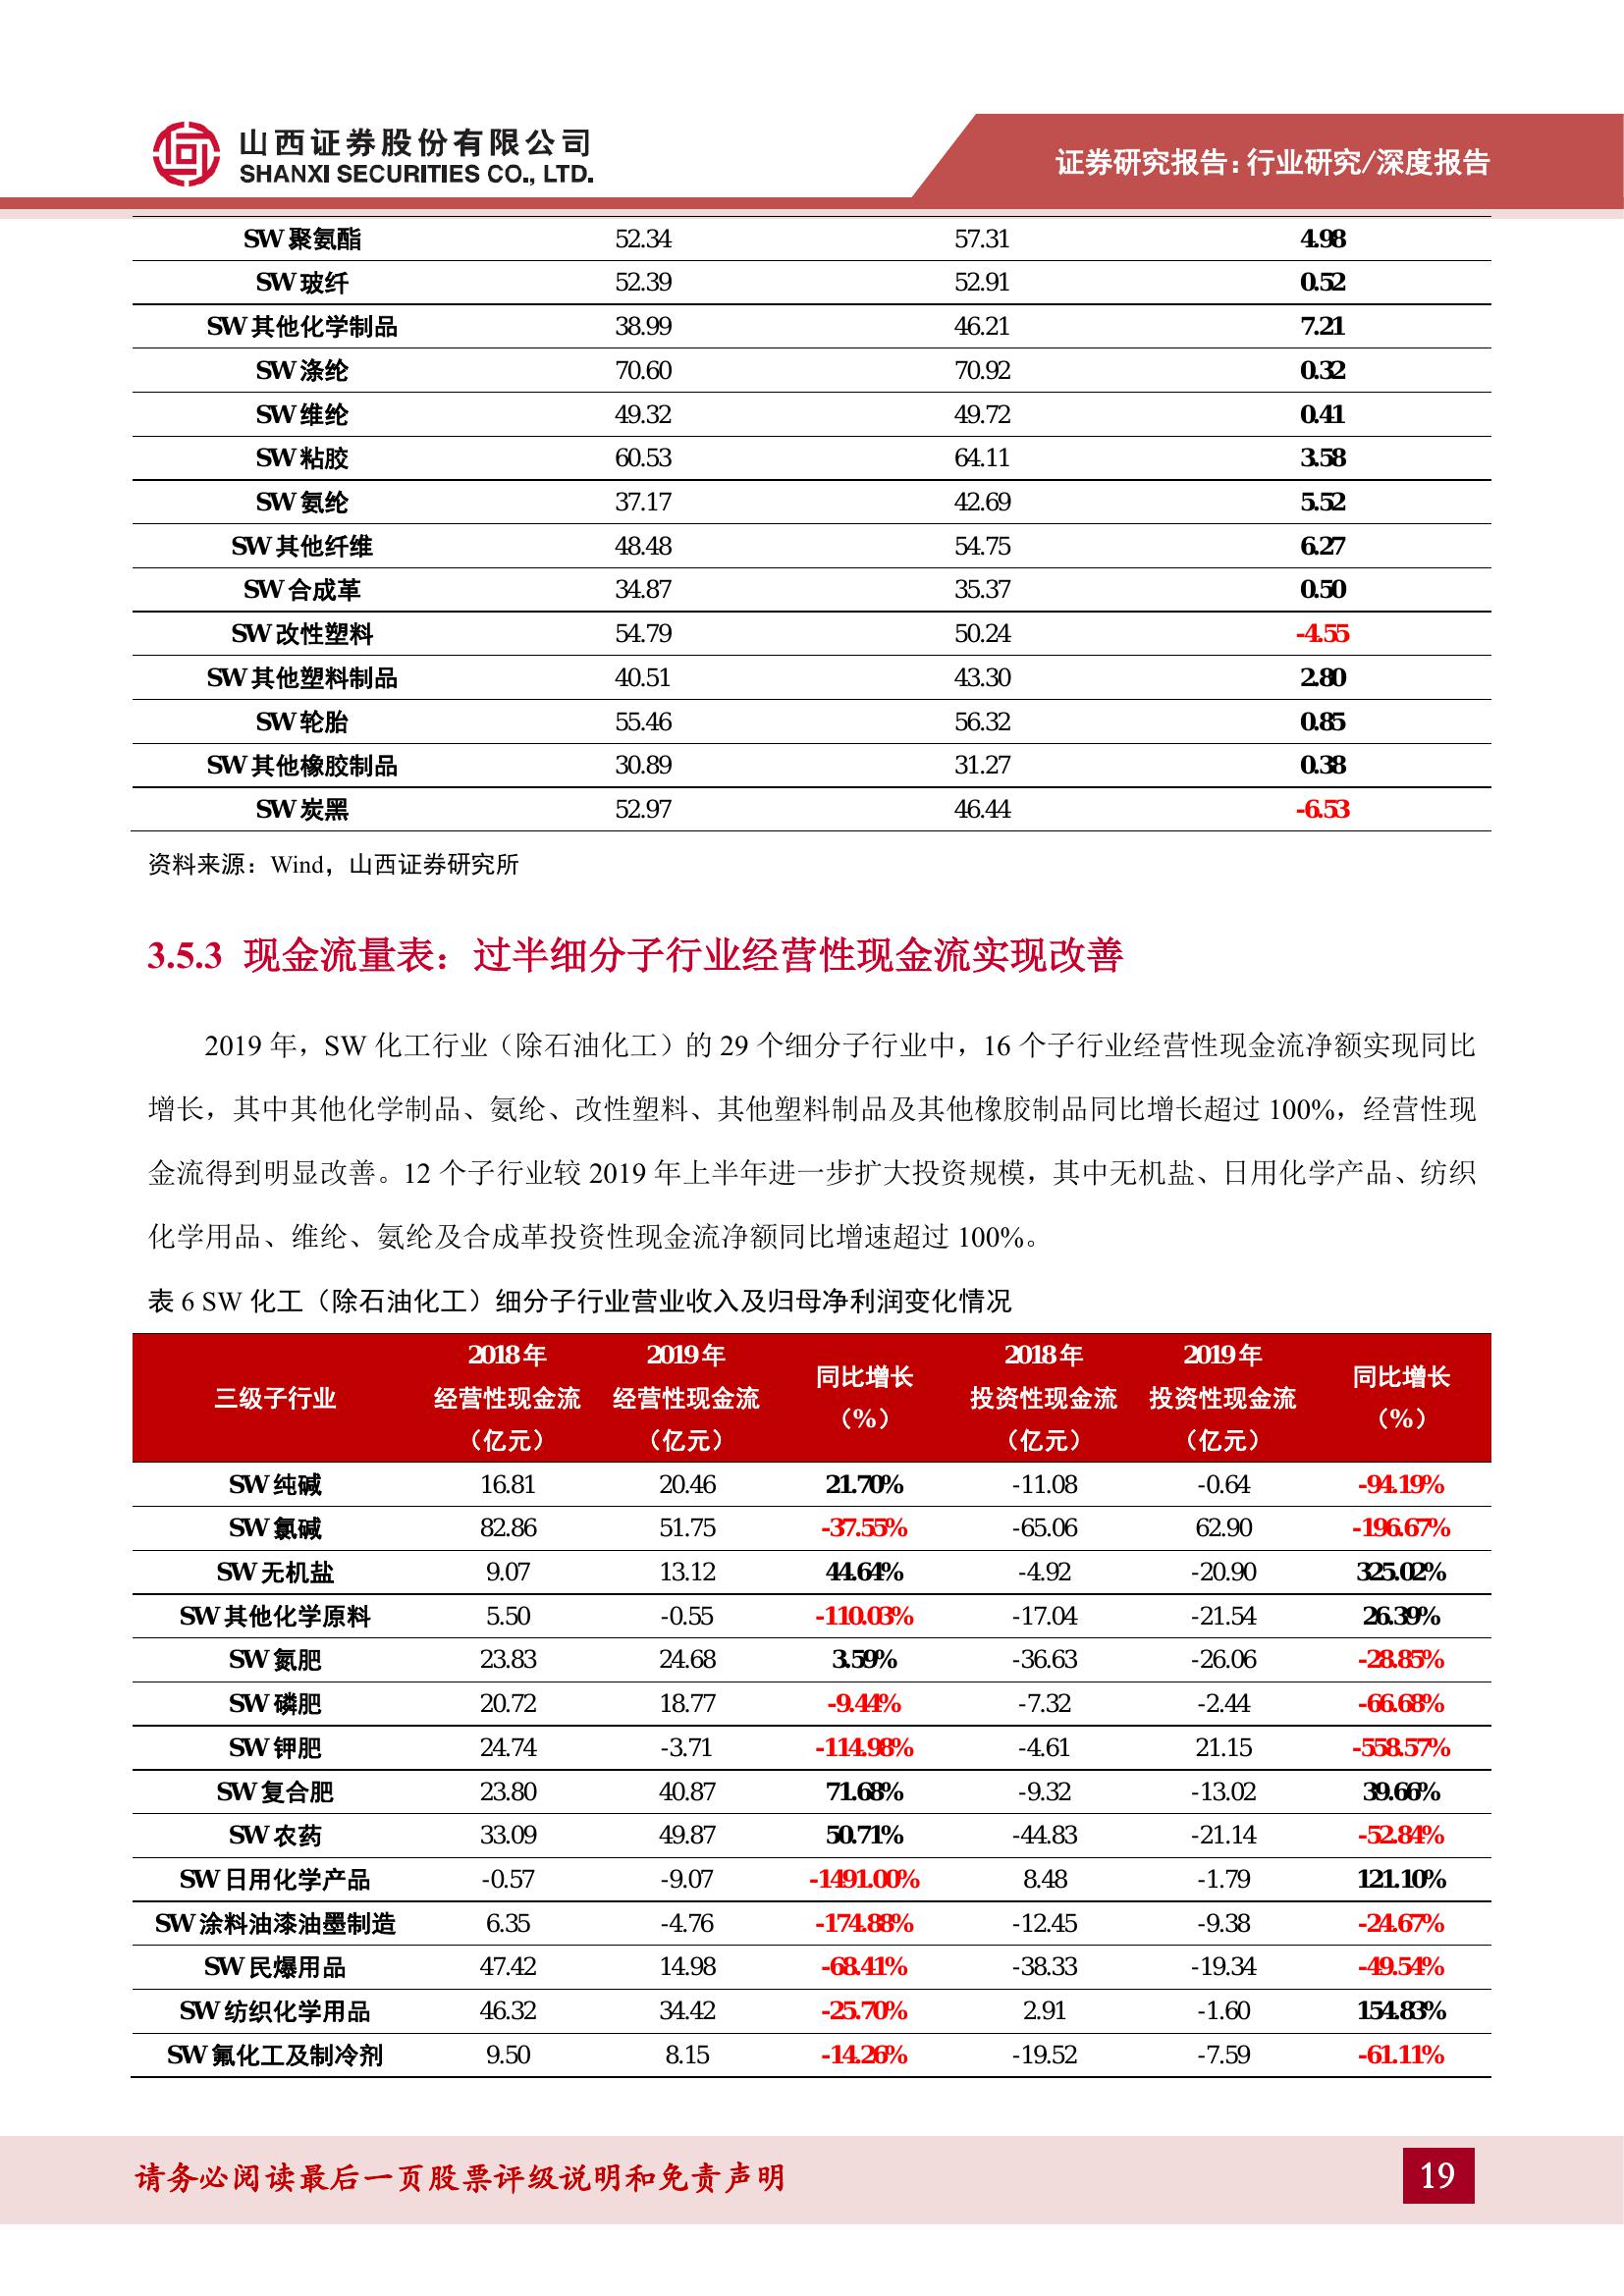 山西证券股份有限公司
SHANXI SECURITIES CO., LTD.
证券研究报告：行业研究/深度报告
SW 聚氨酯 52.34 57.31 4.98
SW 玻纤 52.39 52.91 0.52
SW 其他化学制品 38.99 46.21 7.21
SW 涤纶 70.60 70.92 0.32
SW 维纶 49.32 49.72 0.41
SW 粘胶 60.53 64.11 3.58
SW 氨纶 37.17 42.69 5.52
SW 其他纤维 48.48 54.75 6.27
SW 合成革 34.87 35.37 0.50
SW 改性塑料 54.79 50.24 -4.55
SW 其他塑料制品 40.51 43.30 2.80
SW 轮胎 55.46 56.32 0.85
SW 其他橡胶制品 30.89 31.27 0.38
SW 炭黑 52.97 46.44 -6.53
资料来源：Wind，山西证券研究所
3.5.3 现金流量表：过半细分子行业经营性现金流实现改善
2019 年，SW 化工行业（除石油化工）的 29 个细分子行业中，16 个子行业经营性现金流净额实现同比
增长，其中其他化学制品、氨纶、改性塑料、其他塑料制品及其他橡胶制品同比增长超过 100%，经营性现
金流得到明显改善。12 个子行业较 2019 年上半年进一步扩大投资规模，其中无机盐、日用化学产品、纺织
化学用品、维纶、氨纶及合成革投资性现金流净额同比增速超过 100%。
表 6 SW 化工（除石油化工）细分子行业营业收入及归母净利润变化情况
三级子行业 2018 年 经营性现金流 （亿元） 2019 年 经营性现金流 （亿元） 同比增长 （%） 2018 年 投资性现金流 （亿元） 2019 年 投资性现金流 （亿元） 同比增长 （%）
SW 纯碱 16.81 20.46 21.70% -11.08 -0.64 -94.19%
SW 氯碱 82.86 51.75 -37.55% -65.06 62.90 -196.67%
SW 无机盐 9.07 13.12 44.64% -4.92 -20.90 325.02%
SW 其他化学原料 5.50 -0.55 -110.03% -17.04 -21.54 26.39%
SW 氮肥 23.83 24.68 3.59% -36.63 -26.06 -28.85%
SW 磷肥 20.72 18.77 -9.44% -7.32 -2.44 -66.68%
SW 钾肥 24.74 -3.71 -114.98% -4.61 21.15 -558.57%
SW 复合肥 23.80 40.87 71.68% -9.32 -13.02 39.66%
SW 农药 33.09 49.87 50.71% -44.83 -21.14 -52.84%
SW 日用化学产品 -0.57 -9.07 -1491.00% 8.48 -1.79 121.10%
SW 涂料油漆油墨制造 6.35 -4.76 -174.88% -12.45 -9.38 -24.67%
SW 民爆用品 47.42 14.98 -68.41% -38.33 -19.34 -49.54%
SW 纺织化学用品 46.32 34.42 -25.70% 2.91 -1.60 154.83%
SW 氟化工及制冷剂 9.50 8.15 -14.26% -19.52 -7.59 -61.11%
请务必阅读最后一页股票评级说明和免责声明
19